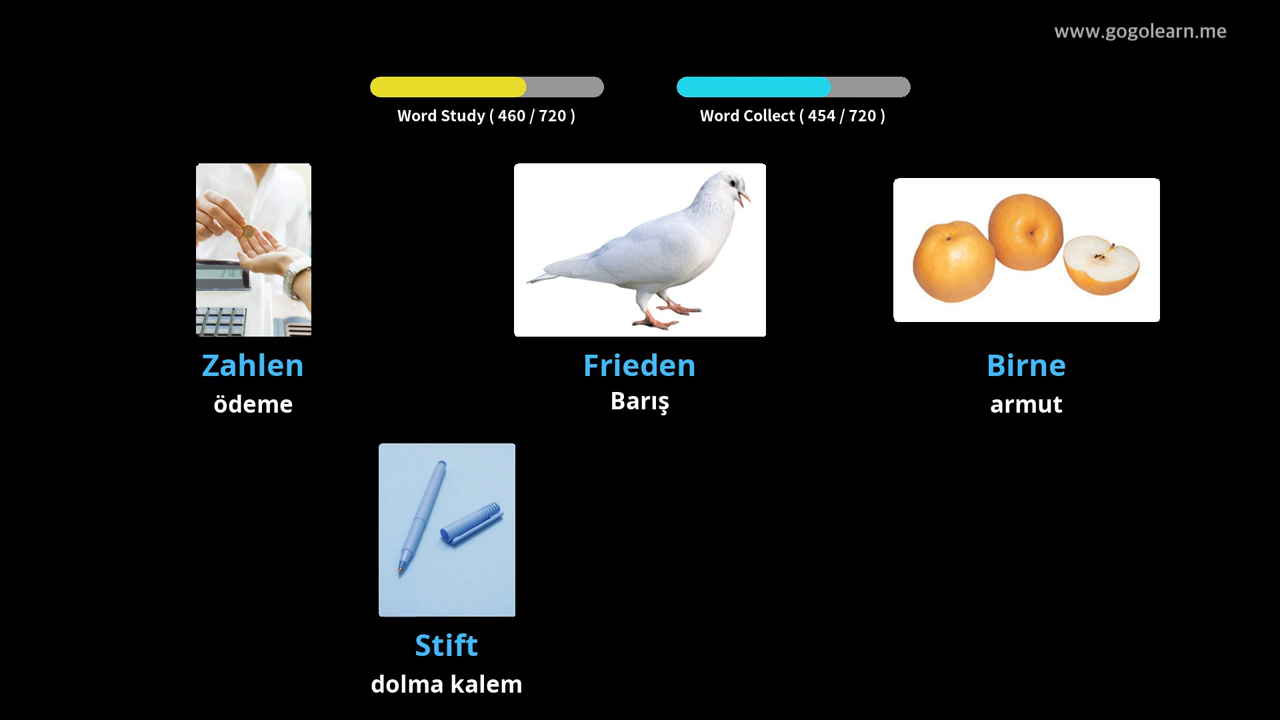 www.gogolearn.me
Word Study ( 460 / 720 )
Word Collect ( 454 / 720 )
Zahlen
ödeme
Frieden
Barış
Birne
armut
Stift
dolma kalem